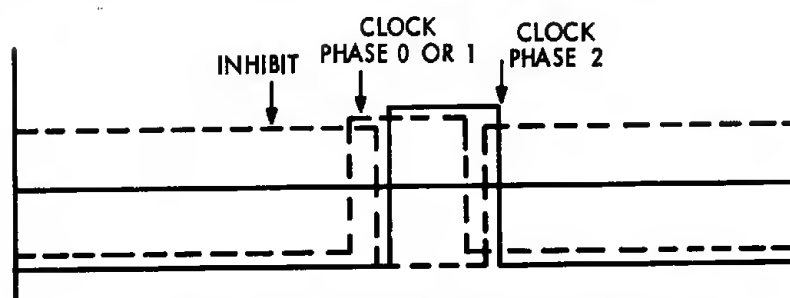 INHIBIT
CLOCK
PHASE 0 OR 1
CLOCK
PHASE 2